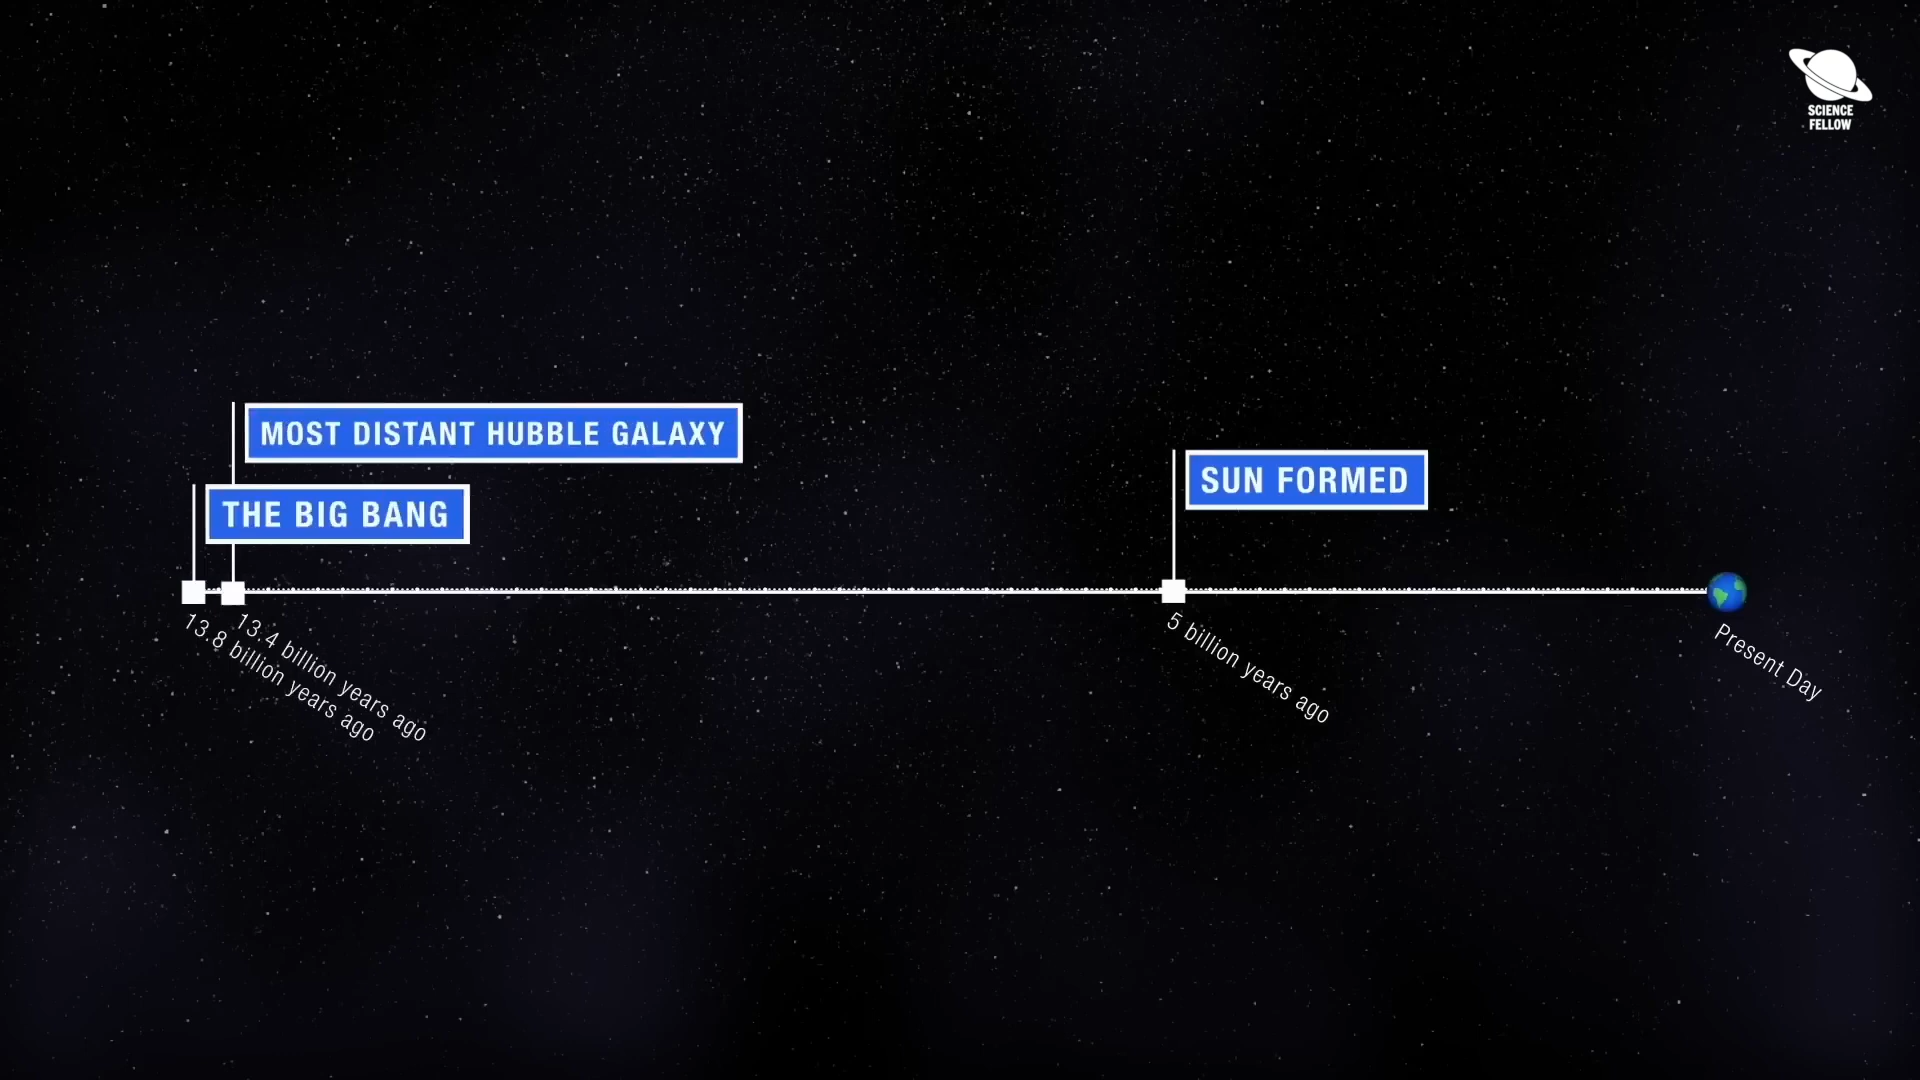 SCIENCE
FELLOW
MOST DISTANT HUBBLE GALAXY
THE BIG BANG
SUN FORMED
13.8 billion years ago
13.4 billion years ago
5 billion years ago
Present Day